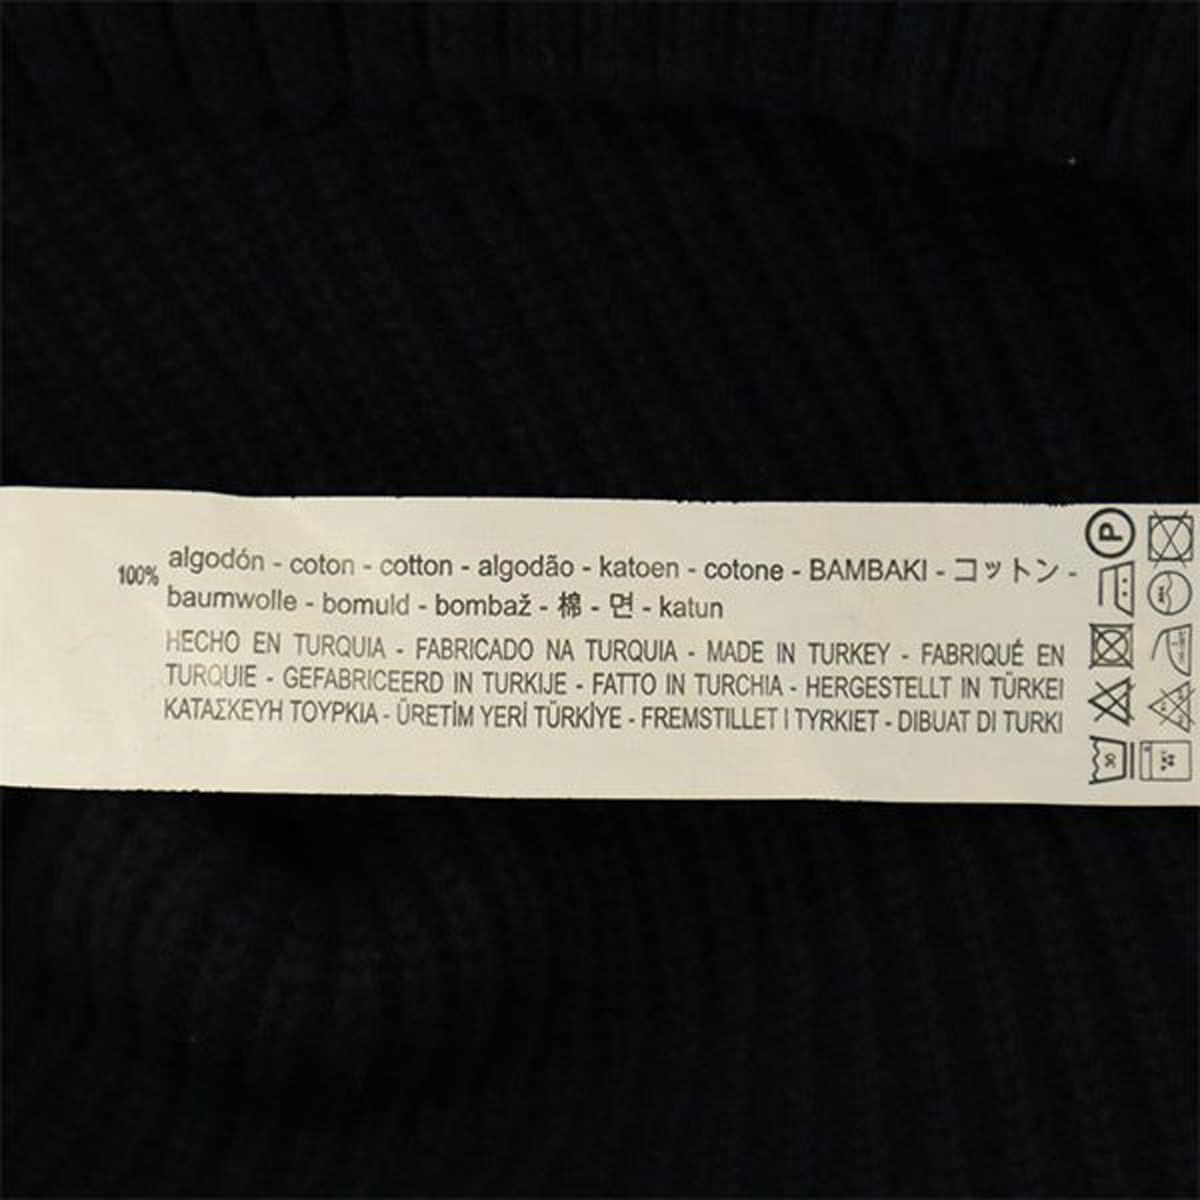 100% algodón - coton - cotton - algodão - katoen - cotone - BAMBAKI - コットン -
baumwolle - bomuld - bombaž - 棉 - 면 - katun
HECHO EN TURQUIA - FABRICADO NA TURQUIA - MADE IN TURKEY - FABRIQUÉ EN
TURQUIE - GEFABRICEERD IN TURKIJE - FATTO IN TURCHIA - HERGESTELLT IN TÜRKEI
ΚΑΤΑΣΚΕΥΗ ΤΟΥΡΚΙΑ - ÜRETİM YERİ TÜRKİYE - FREMSTILLET I TYRKIET - DIBUAT DI TURKI
P
30